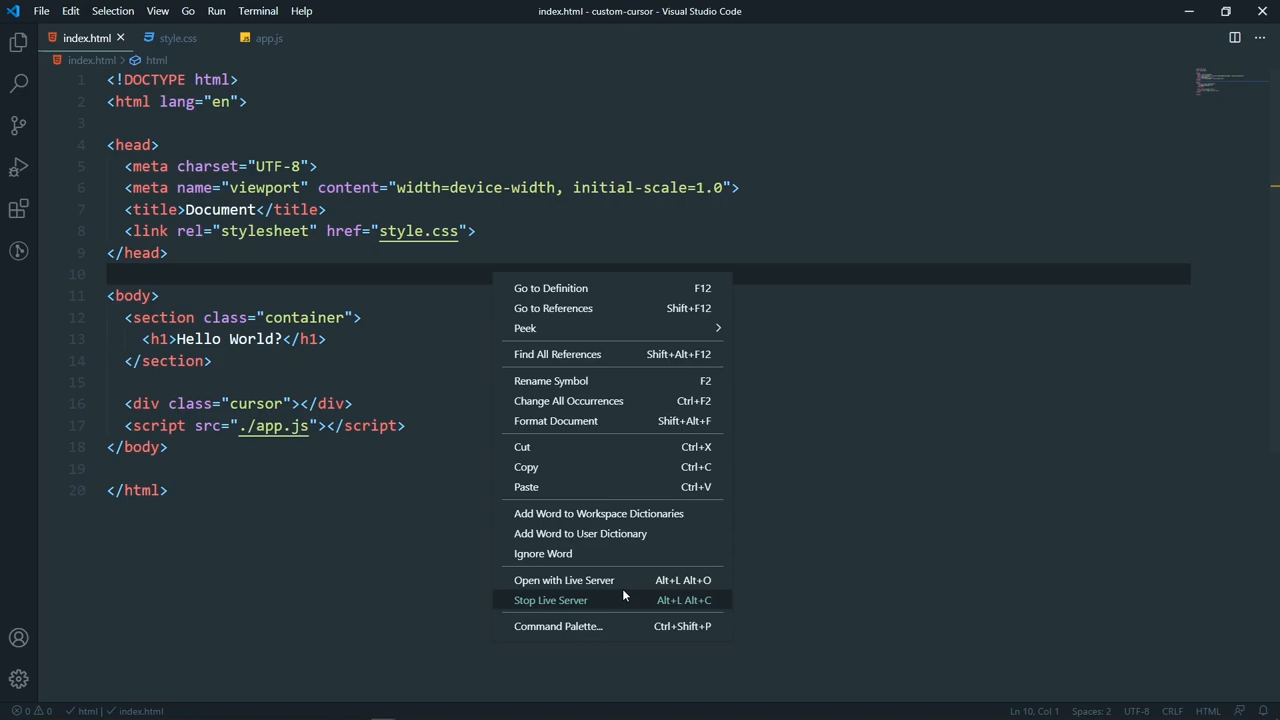 File Edit Selection View Go Run Terminal Help
index.html - custom-cursor - Visual Studio Code
index.html style.css app.js
index.html > html
1 <!DOCTYPE html>
2 <html lang="en">
3
4 <head>
5 <meta charset="UTF-8">
6 <meta name="viewport" content="width=device-width, initial-scale=1.0">
7 <title>Document</title>
8 <link rel="stylesheet" href="style.css">
9 </head>
10
11 <body>
12 <section class="container">
13 <h1>Hello World?</h1>
14 </section>
15
16 <div class="cursor"></div>
17 <script src="./app.js"></script>
18 </body>
19
20 </html>
Go to Definition F12
Go to References Shift+F12
Peek
Find All References Shift+Alt+F12
Rename Symbol F2
Change All Occurrences Ctrl+F2
Format Document Shift+Alt+F
Cut Ctrl+X
Copy Ctrl+C
Paste Ctrl+V
Add Word to Workspace Dictionaries
Add Word to User Dictionary
Ignore Word
Open with Live Server Alt+L Alt+O
Stop Live Server Alt+L Alt+C
Command Palette... Ctrl+Shift+P
0 0 html | index.html Ln 10, Col 1 Spaces: 2 UTF-8 CRLF HTML